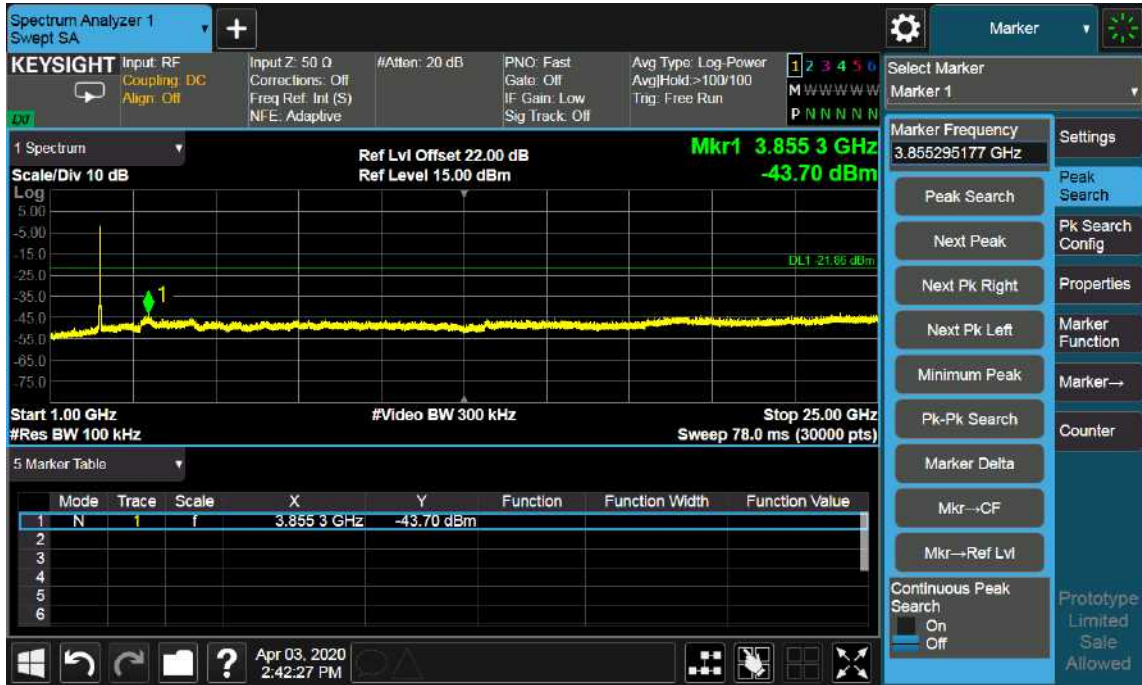 Spectrum Analyzer 1
Swept SA
+
Marker
KEYSIGHT
Input: RF
Coupling: DC
Align: Off
Input Z: 50 Ω
Corrections: Off
Freq Ref: Int (S)
NFE: Adaptive
#Atten: 20 dB
PNO: Fast
Gate: Off
IF Gain: Low
Sig Track: Off
Avg Type: Log-Power
Avg|Hold:>100/100
Trig: Free Run
1 2 3 4 5 6
M W W W W W
P N N N N N
Select Marker
Marker 1
1 Spectrum
Scale/Div 10 dB
Ref Lvl Offset 22.00 dB
Ref Level 15.00 dBm
Mkr1 3.855 3 GHz
-43.70 dBm
Log
5.00
-5.00
-15.0
-25.0
-35.0
-45.0
-55.0
-65.0
-75.0
DL1 -21.86 dBm
1
Start 1.00 GHz
#Res BW 100 kHz
#Video BW 300 kHz
Stop 25.00 GHz
Sweep 78.0 ms (30000 pts)
5 Marker Table
Mode Trace Scale X Y Function Function Width Function Value
1 N 1 f 3.855 3 GHz -43.70 dBm
2
3
4
5
6
Marker Frequency
3.855295177 GHz
Peak Search
Next Peak
Next Pk Right
Next Pk Left
Minimum Peak
Pk-Pk Search
Marker Delta
Mkr→CF
Mkr→Ref Lvl
Continuous Peak
Search
On
Off
Settings
Peak
Search
Pk Search
Config
Properties
Marker
Function
Marker→
Counter
Prototype
Limited
Sale
Allowed
?
Apr 03, 2020
2:42:27 PM